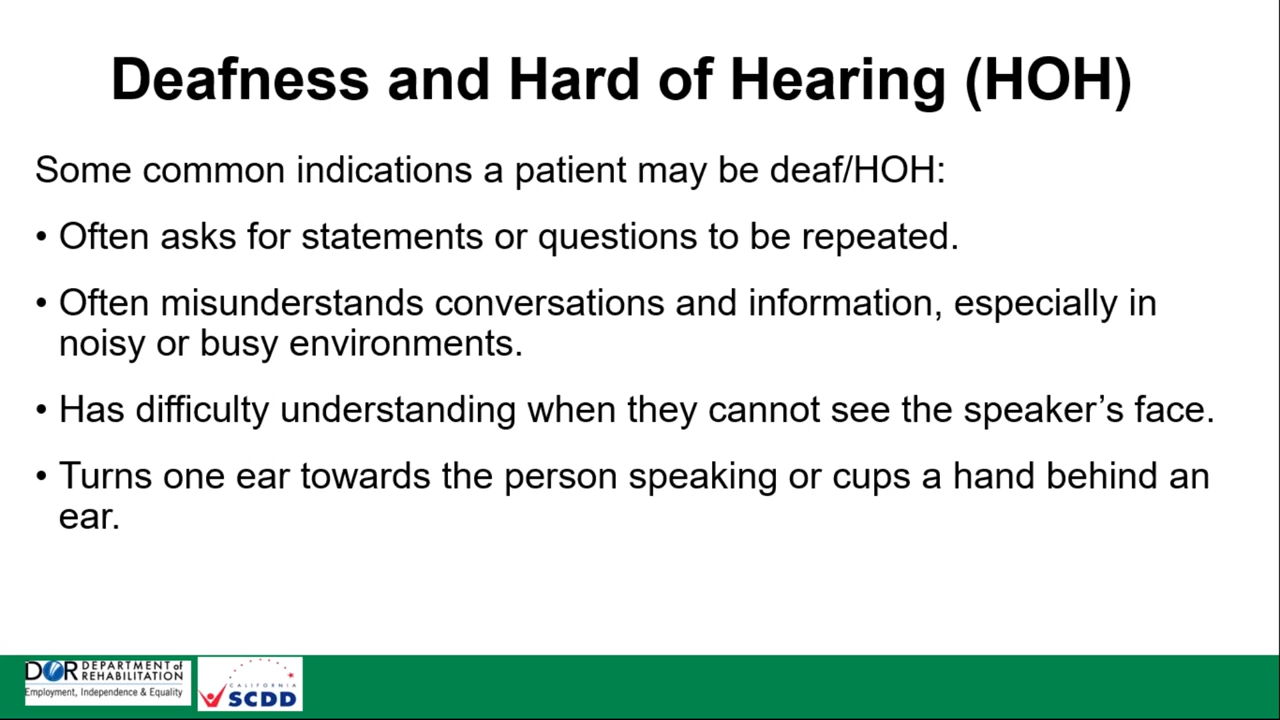 Deafness and Hard of Hearing (HOH)
Some common indications a patient may be deaf/HOH:
• Often asks for statements or questions to be repeated.
• Often misunderstands conversations and information, especially in
noisy or busy environments.
• Has difficulty understanding when they cannot see the speaker’s face.
• Turns one ear towards the person speaking or cups a hand behind an
ear.
DOR DEPARTMENT of
REHABILITATION
Employment, Independence & Equality
CALIFORNIA
SCDD